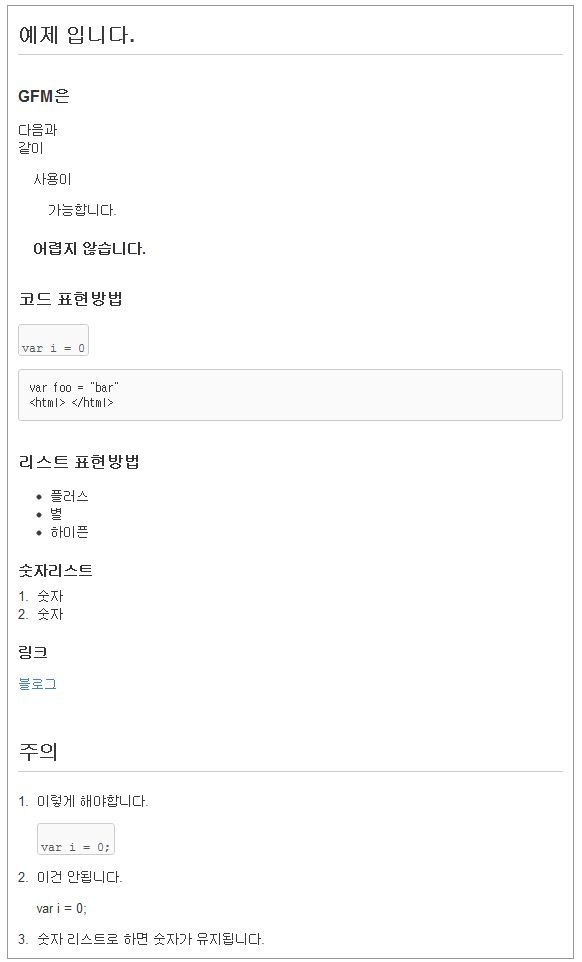 예제 입니다.
GFM은
다음과
같이
사용이
가능합니다.
어렵지 않습니다.
코드 표현방법
var i = 0
var foo = "bar"
<html> </html>
리스트 표현방법
• 플러스
• 별
• 하이픈
숫자리스트
1. 숫자
2. 숫자
링크
블로그
주의
1. 이렇게 해야합니다.
var i = 0;
2. 이건 안됩니다.
var i = 0;
3. 숫자 리스트로 하면 숫자가 유지됩니다.